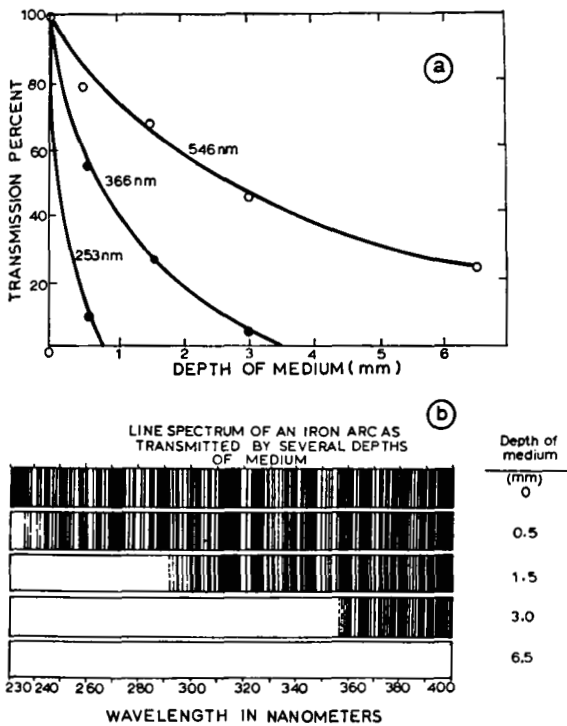 a
TRANSMISSION PERCENT
100
80
60
40
20
546nm
366nm
253nm
0 1 2 3 4 5 6
DEPTH OF MEDIUM (mm)
b
LINE SPECTRUM OF AN IRON ARC AS
TRANSMITTED BY SEVERAL DEPTHS
OF MEDIUM
Depth of
medium
(mm)
0
0.5
1.5
3.0
6.5
230 240 260 280 290 300 320 340 360 380 400
WAVELENGTH IN NANOMETERS